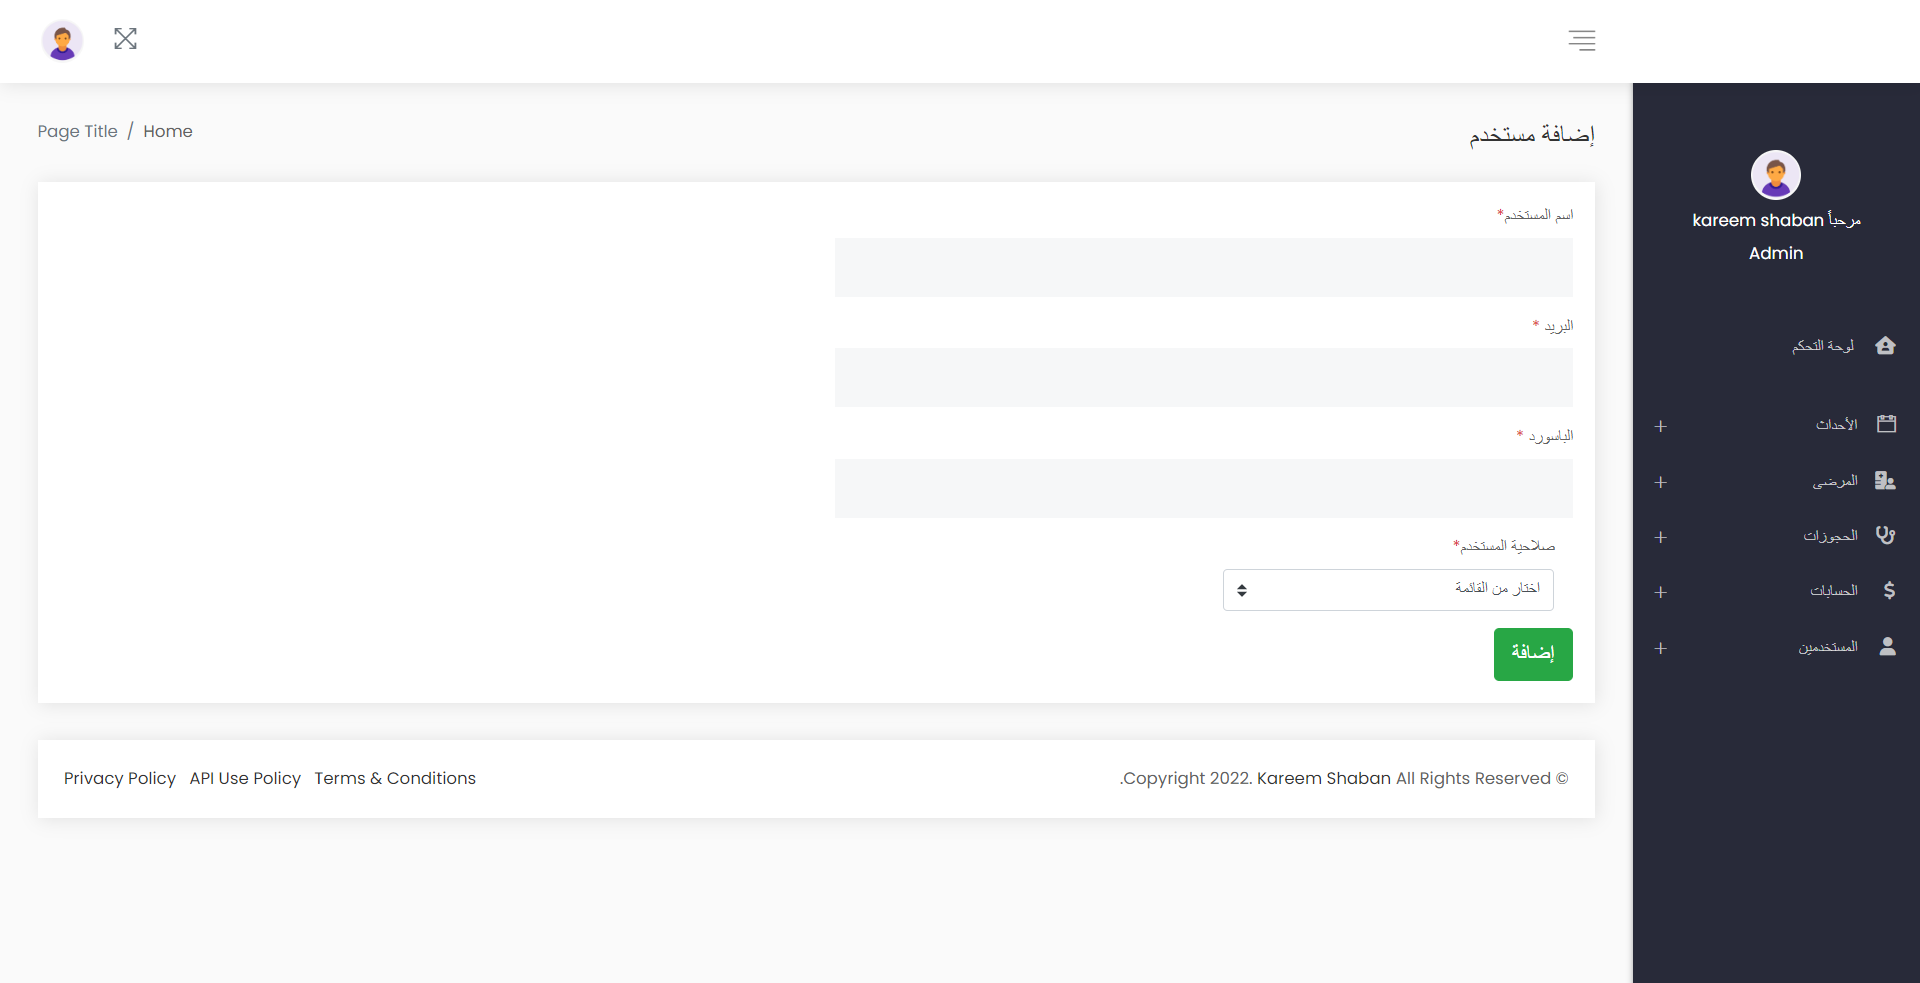 Page Title / Home
إضافة مستخدم
اسم المستخدم*
البريد *
الباسورد *
صلاحية المستخدم*
اختار من القائمة
إضافة
مرحباً kareem shaban
Admin
لوحة التحكم
الأحداث
المرضى
الحجوزات
الحسابات
المستخدمين
Privacy Policy API Use Policy Terms & Conditions
.Copyright 2022. Kareem Shaban All Rights Reserved ©